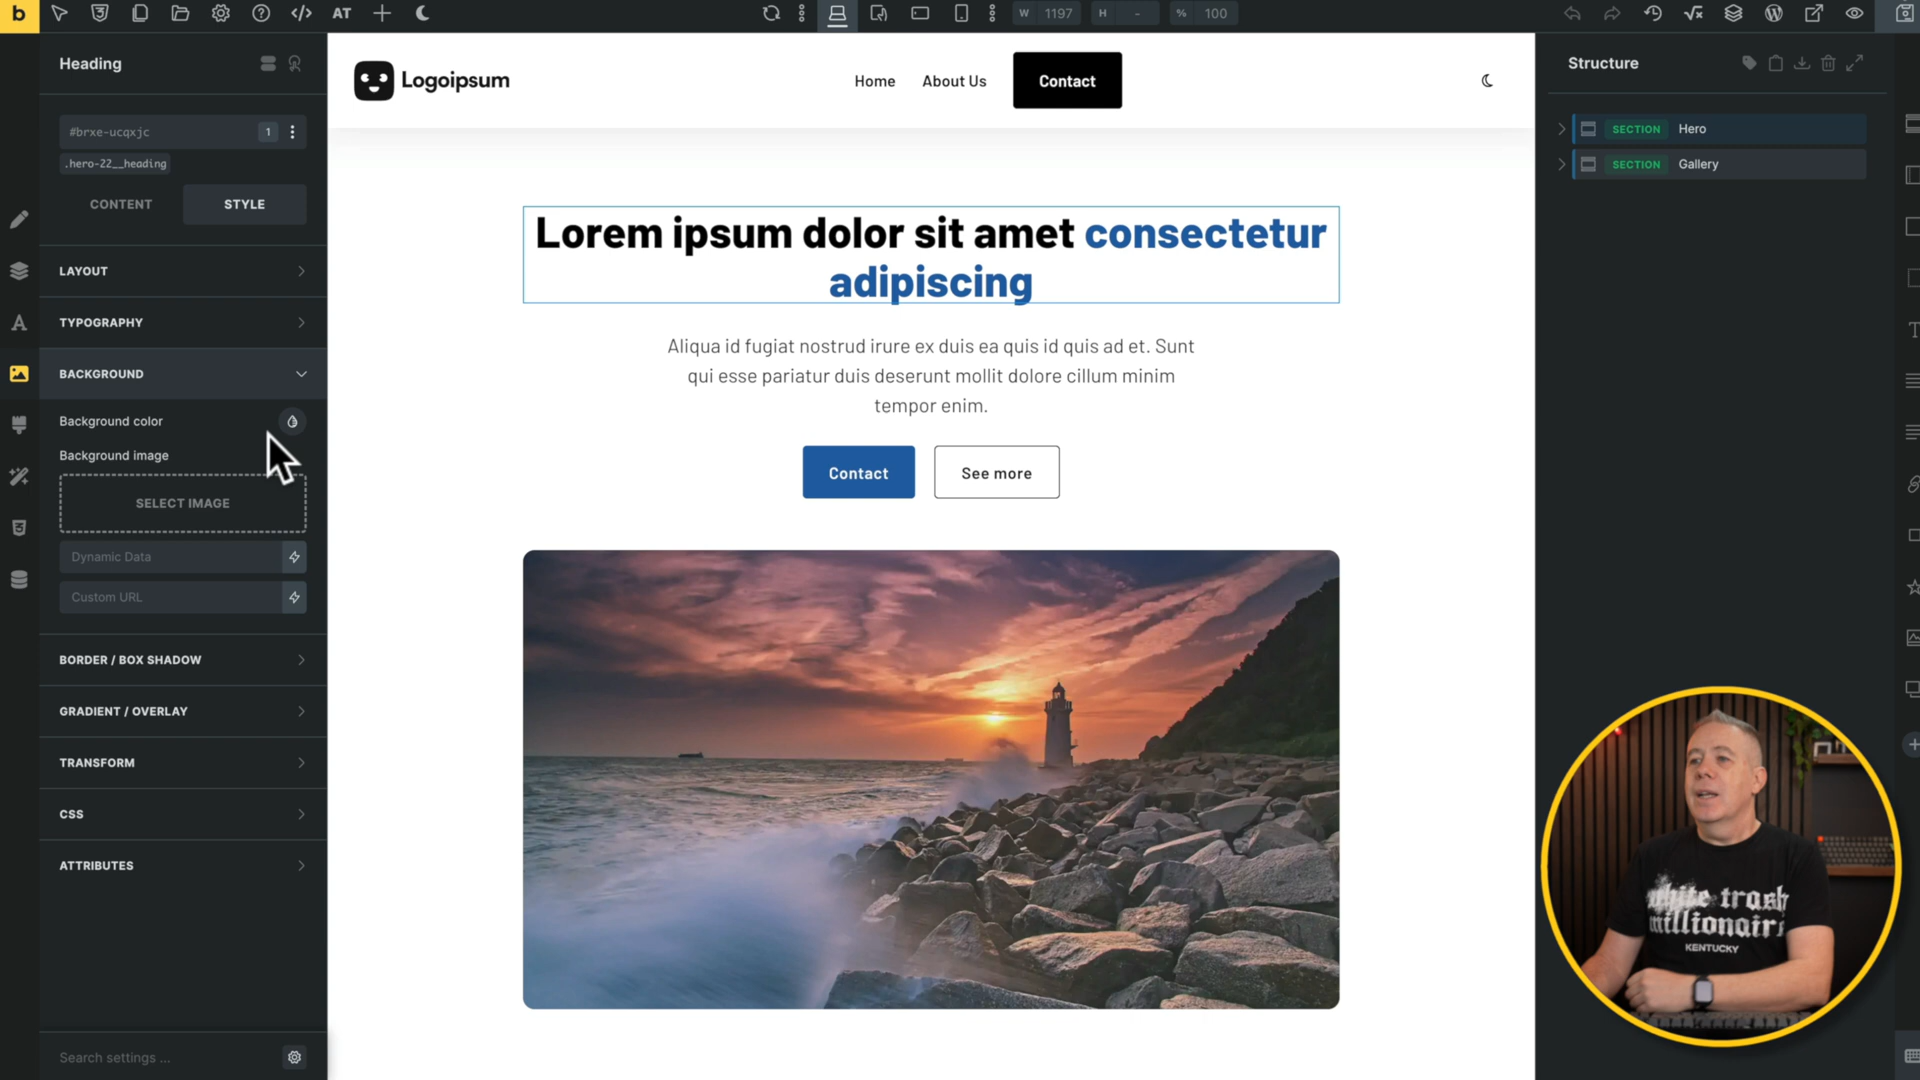 b
AT
W 1197
H -
% 100
Heading
#brxe-ucqxjc
1
.hero-22__heading
CONTENT
STYLE
LAYOUT
TYPOGRAPHY
BACKGROUND
Background color
Background image
SELECT IMAGE
Dynamic Data
Custom URL
BORDER / BOX SHADOW
GRADIENT / OVERLAY
TRANSFORM
CSS
ATTRIBUTES
Search settings ...
Logoipsum
Home
About Us
Contact
Lorem ipsum dolor sit amet consectetur
adipiscing
Aliqua id fugiat nostrud irure ex duis ea quis id quis ad et. Sunt
qui esse pariatur duis deserunt mollit dolore cillum minim
tempor enim.
Contact
See more
Structure
SECTION Hero
SECTION Gallery
white trash
millionair
KENTUCKY